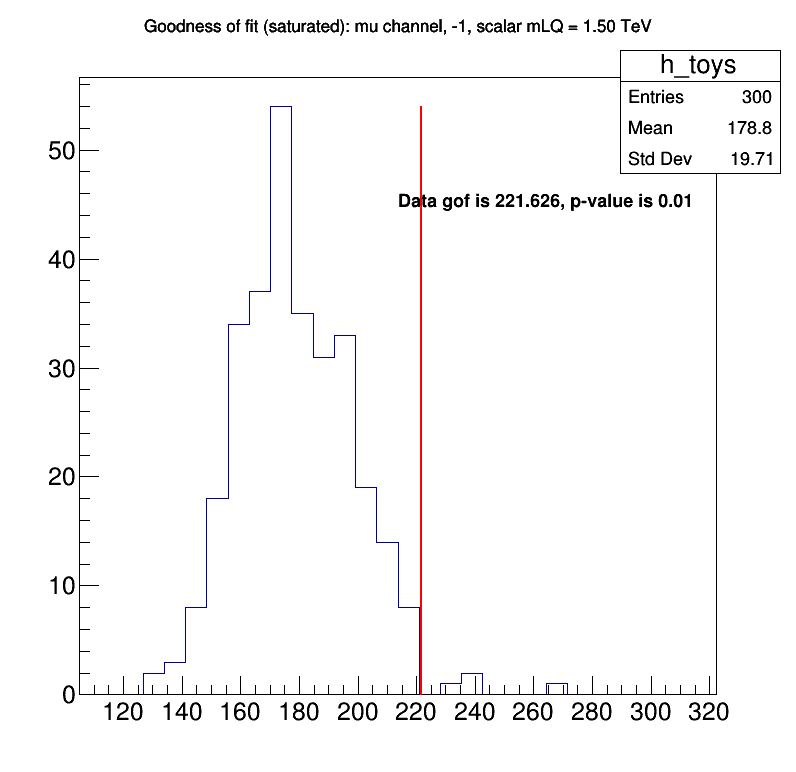 Goodness of fit (saturated): mu channel, -1, scalar mLQ = 1.50 TeV
h_toys
Entries 300
Mean 178.8
Std Dev 19.71
Data gof is 221.626, p-value is 0.01
50
40
30
20
10
0
120 140 160 180 200 220 240 260 280 300 320